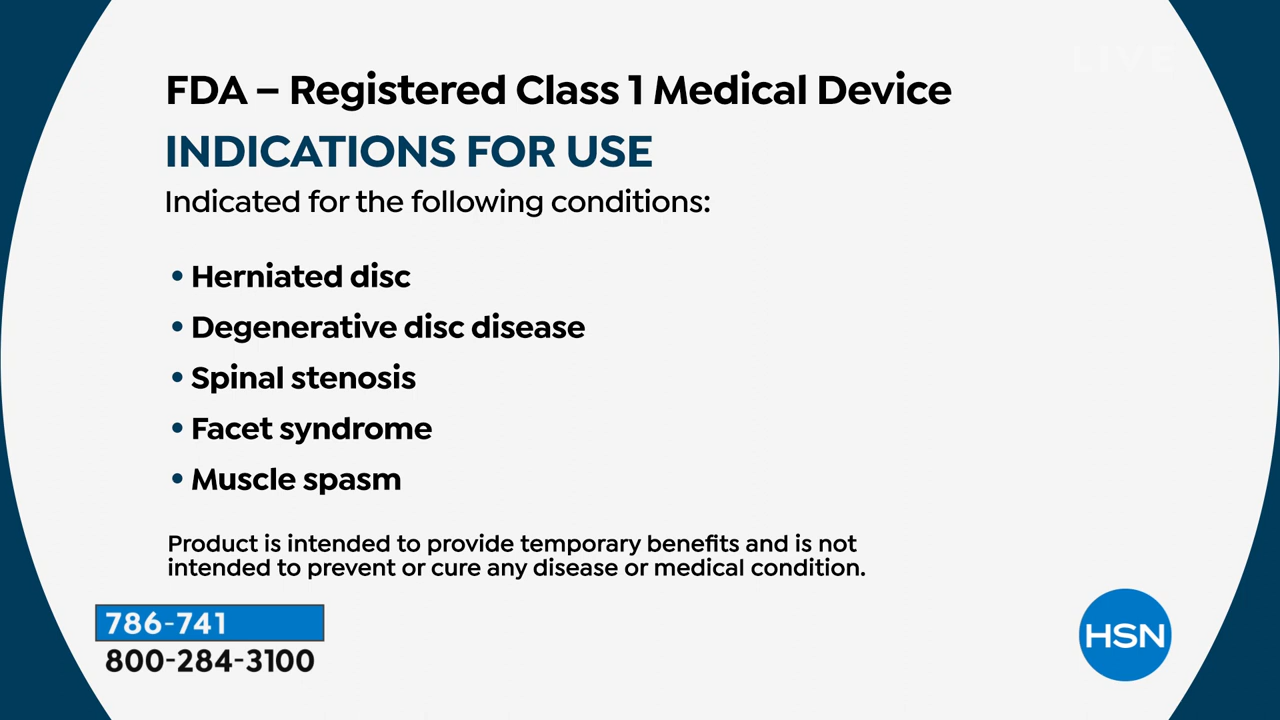 LIVE
FDA – Registered Class 1 Medical Device
INDICATIONS FOR USE
Indicated for the following conditions:
• Herniated disc
• Degenerative disc disease
• Spinal stenosis
• Facet syndrome
• Muscle spasm
Product is intended to provide temporary benefits and is not
intended to prevent or cure any disease or medical condition.
786-741
800-284-3100
HSN